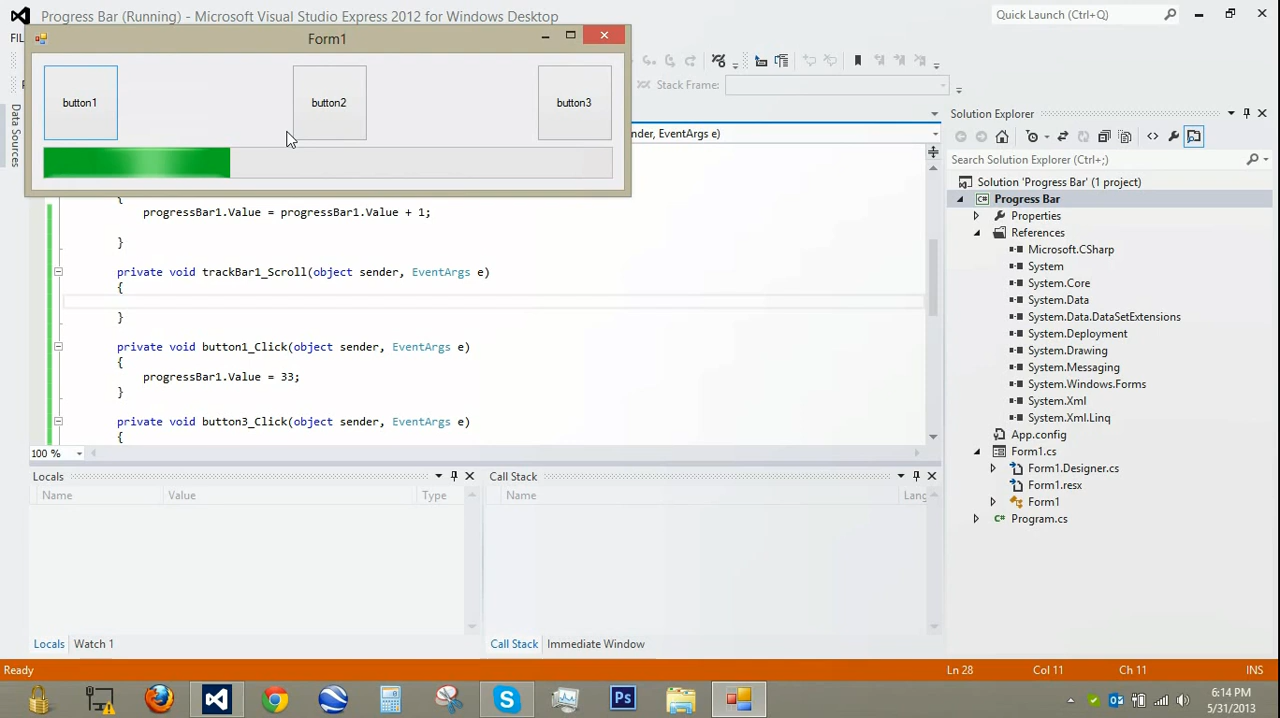 Progress Bar (Running) - Microsoft Visual Studio Express 2012 for Windows Desktop
Quick Launch (Ctrl+Q)
FIL
Form1
button1
button2
button3
Stack Frame:
Data Sources
nder, EventArgs e)
{
progressBar1.Value = progressBar1.Value + 1;
}
private void trackBar1_Scroll(object sender, EventArgs e)
{
}
private void button1_Click(object sender, EventArgs e)
{
progressBar1.Value = 33;
}
private void button3_Click(object sender, EventArgs e)
{
100 %
Solution Explorer
Search Solution Explorer (Ctrl+;)
Solution 'Progress Bar' (1 project)
Progress Bar
Properties
References
Microsoft.CSharp
System
System.Core
System.Data
System.Data.DataSetExtensions
System.Deployment
System.Drawing
System.Messaging
System.Windows.Forms
System.Xml
System.Xml.Linq
App.config
Form1.cs
Form1.Designer.cs
Form1.resx
Form1
Program.cs
Locals
Name Value Type
Call Stack
Name Lang
Locals Watch 1
Call Stack Immediate Window
Ready Ln 28 Col 11 Ch 11 INS
6:14 PM
5/31/2013